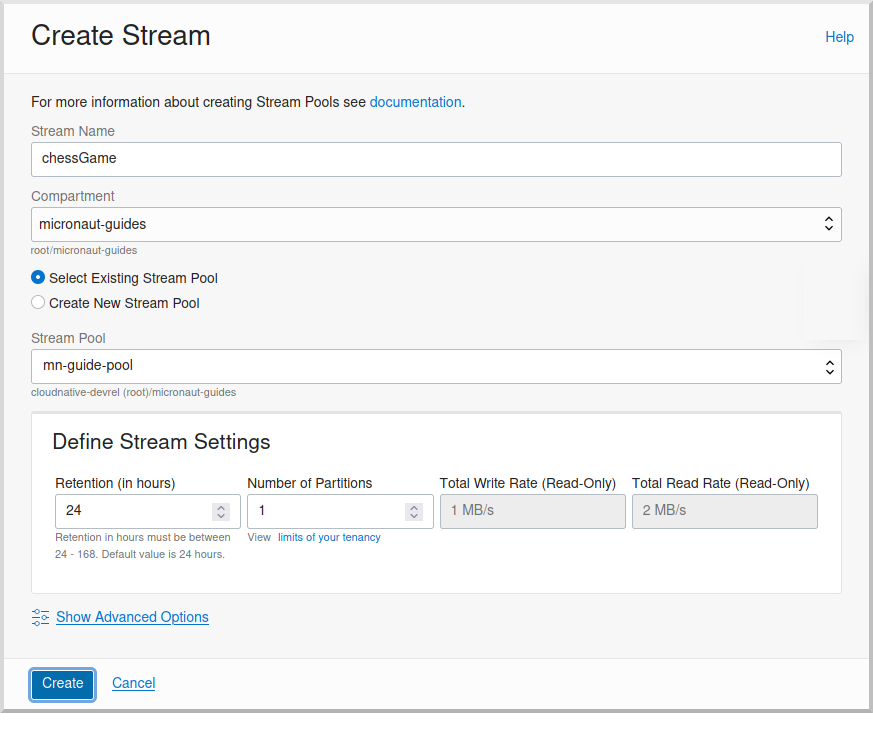 Create Stream
Help
For more information about creating Stream Pools see documentation.
Stream Name
chessGame
Compartment
micronaut-guides
root/micronaut-guides
Select Existing Stream Pool
Create New Stream Pool
Stream Pool
mn-guide-pool
cloudnative-devrel (root)/micronaut-guides
Define Stream Settings
Retention (in hours)
24
Retention in hours must be between
24 - 168. Default value is 24 hours.
Number of Partitions
1
View limits of your tenancy
Total Write Rate (Read-Only)
1 MB/s
Total Read Rate (Read-Only)
2 MB/s
Show Advanced Options
Create
Cancel